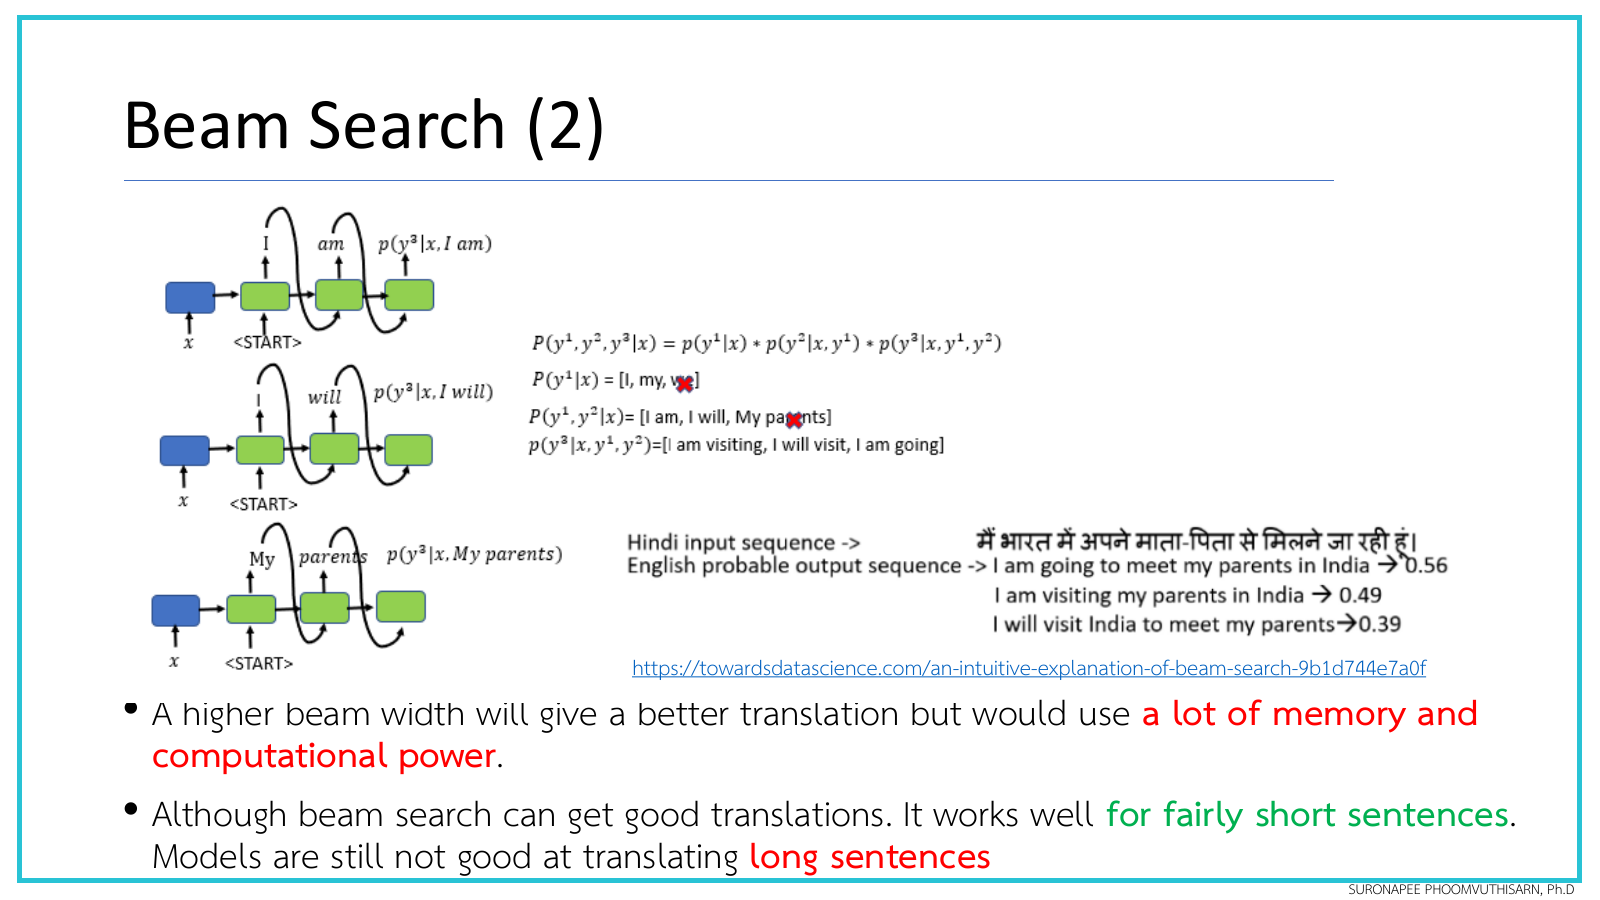 Beam Search (2)
I am p(y³|x, I am)
x <START>
P(y¹, y², y³|x) = p(y¹|x) * p(y²|x, y¹) * p(y³|x, y¹, y²)
I will p(y³|x, I will)
P(y¹|x) = [I, my, we]
P(y¹, y²|x)= [I am, I will, My parents]
p(y³|x, y¹, y²)=[I am visiting, I will visit, I am going]
x <START>
My parents p(y³|x, My parents)
Hindi input sequence -> मैं भारत में अपने माता-पिता से मिलने जा रही हूं।
English probable output sequence -> I am going to meet my parents in India → 0.56
I am visiting my parents in India → 0.49
I will visit India to meet my parents→0.39
x <START>
https://towardsdatascience.com/an-intuitive-explanation-of-beam-search-9b1d744e7a0f
• A higher beam width will give a better translation but would use a lot of memory and
computational power.
• Although beam search can get good translations. It works well for fairly short sentences.
Models are still not good at translating long sentences
SURONAPEE PHOOMVUTHISARN, Ph.D